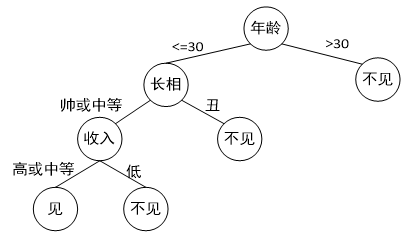 年龄
<=30
>30
长相
不见
帅或中等
丑
收入
不见
高或中等
低
见
不见